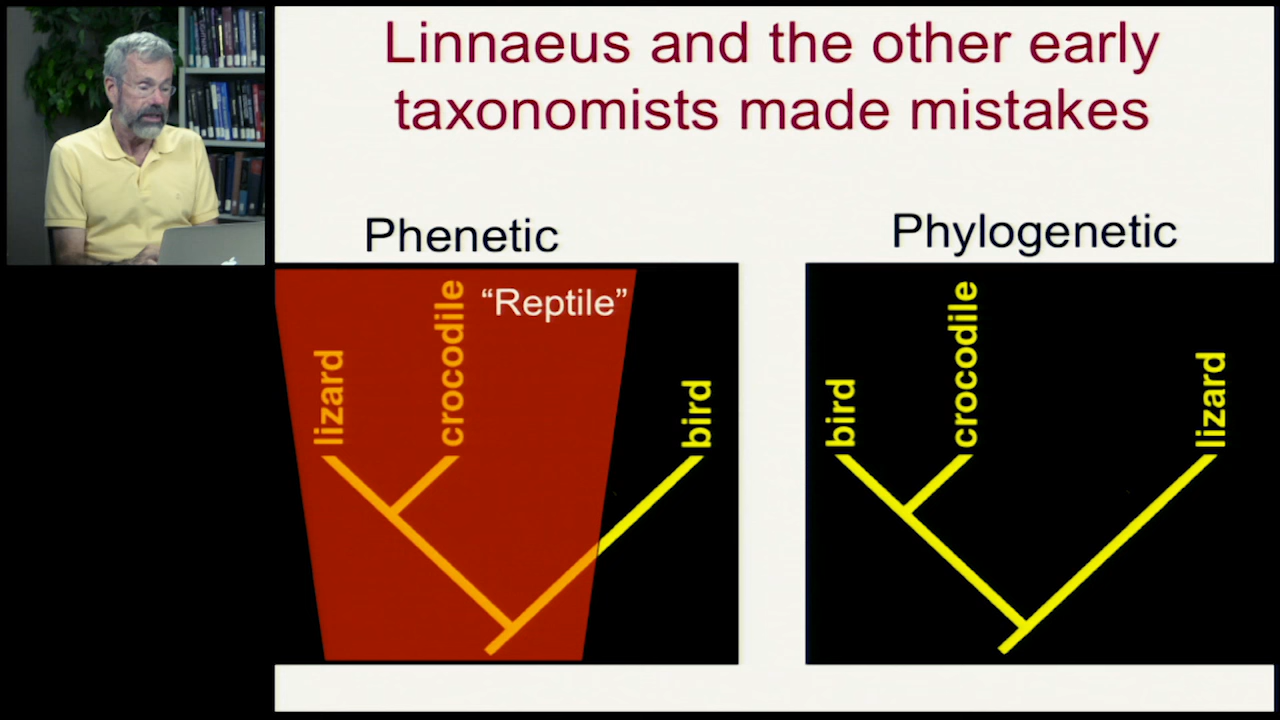 Linnaeus and the other early
taxonomists made mistakes
Phenetic
Phylogenetic
“Reptile”
lizard
crocodile
bird
bird
crocodile
lizard